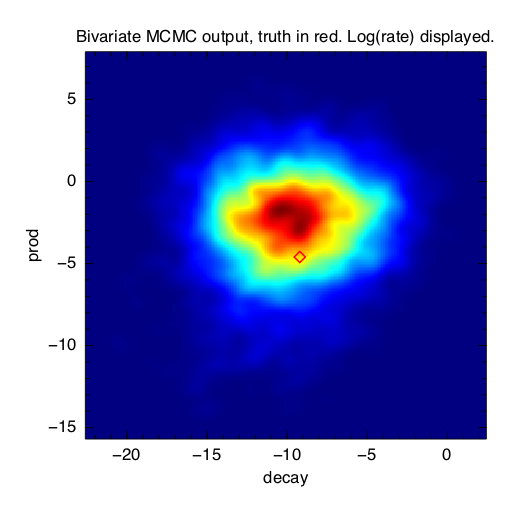 Bivariate MCMC output, truth in red. Log(rate) displayed.
5
0
−5
−10
−15
prod
−20 −15 −10 −5 0
decay